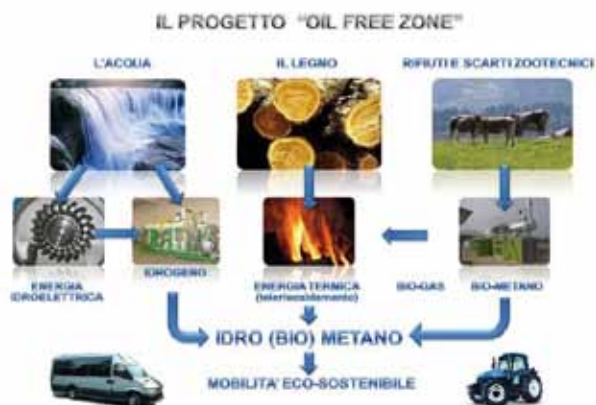 IL PROGETTO "OIL FREE ZONE"
L'ACQUA
IL LEGNO
RIFIUTI E SCARTI ZOOTECNICI
ENERGIA
IDROELETTRICA
IDROGENO
ENERGIA TERMICA
(teleriscaldamento)
BIO-GAS
BIO-METANO
IDRO (BIO) METANO
MOBILITA' ECO-SOSTENIBILE